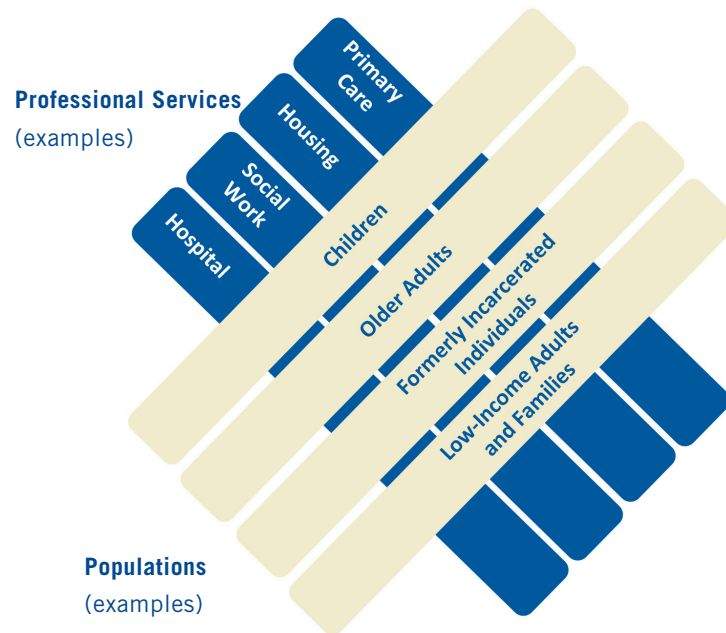 Professional Services
(examples)
Primary
Care
Housing
Social
Work
Hospital
Children
Older Adults
Formerly Incarcerated
Individuals
Low-Income Adults
and Families
Populations
(examples)